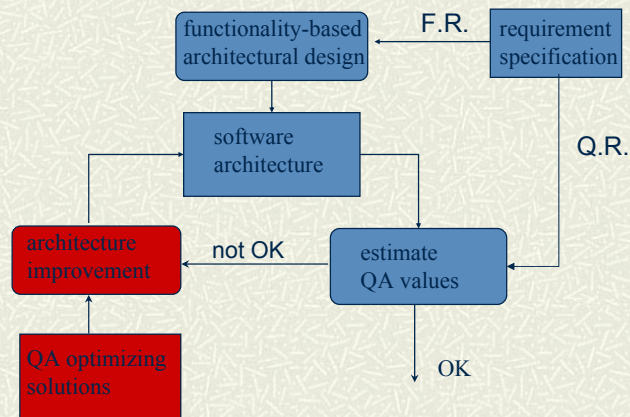 functionality-based
architectural design
F.R.
requirement
specification
software
architecture
Q.R.
architecture
improvement
not OK
estimate
QA values
QA optimizing
solutions
OK